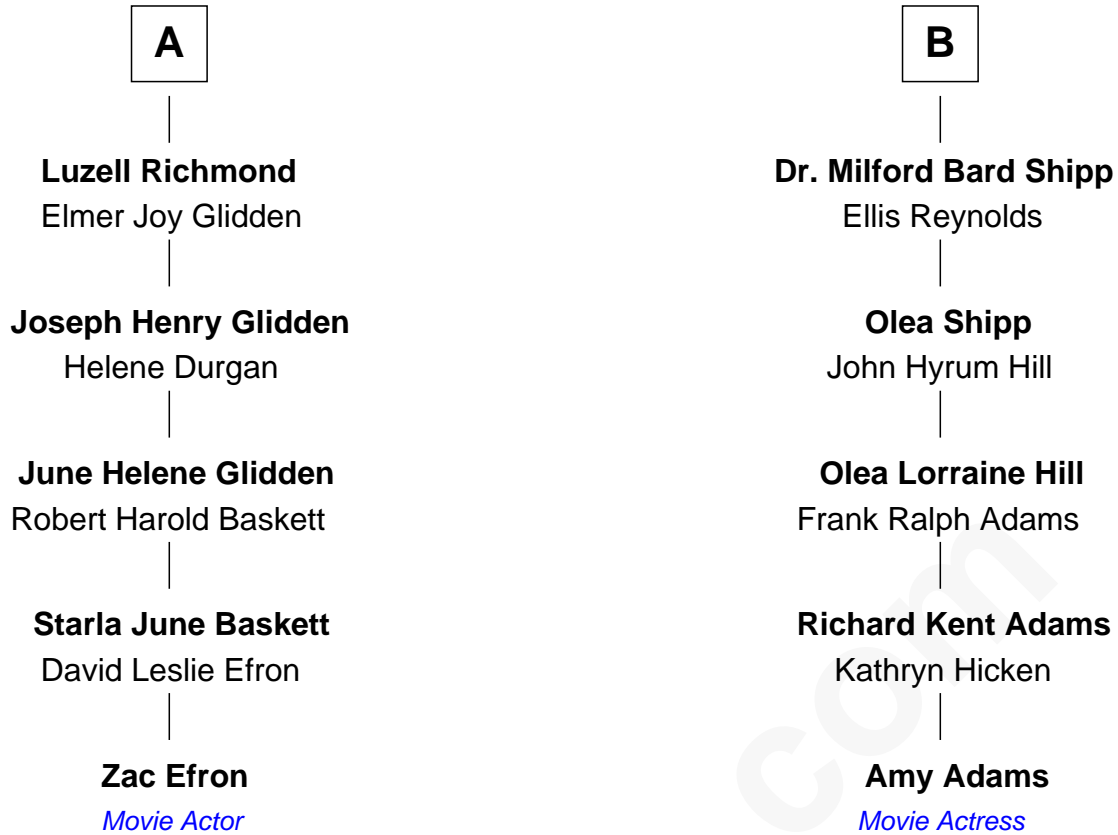 A
Luzell Richmond
Elmer Joy Glidden
Joseph Henry Glidden
Helene Durgan
June Helene Glidden
Robert Harold Baskett
Starla June Baskett
David Leslie Efron
Zac Efron
Movie Actor
B
Dr. Milford Bard Shipp
Ellis Reynolds
Olea Shipp
John Hyrum Hill
Olea Lorraine Hill
Frank Ralph Adams
Richard Kent Adams
Kathryn Hicken
Amy Adams
Movie Actress
com